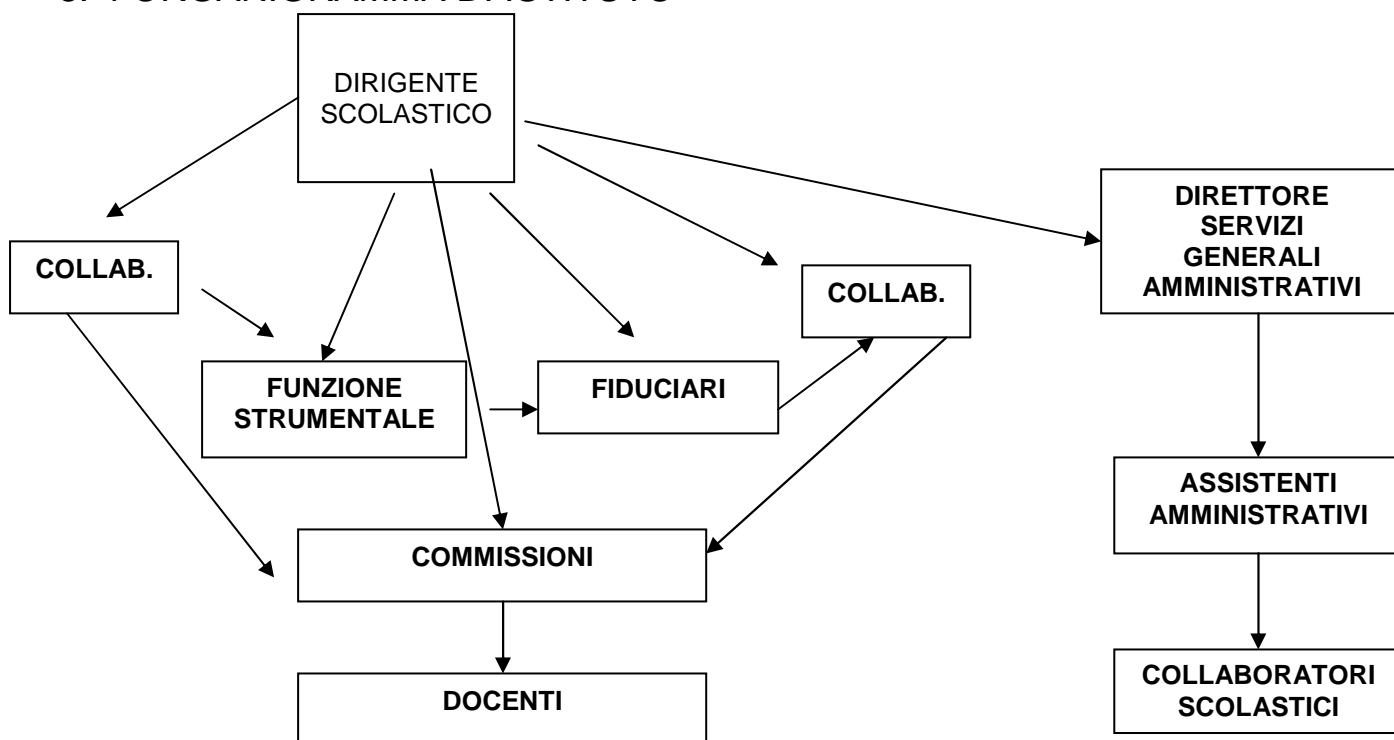 DIRIGENTE
SCOLASTICO
DIRETTORE
SERVIZI
GENERALI
AMMINISTRATIVI
COLLAB.
COLLAB.
FUNZIONE
STRUMENTALE
FIDUCIARI
ASSISTENTI
AMMINISTRATIVI
COMMISSIONI
COLLABORATORI
SCOLASTICI
DOCENTI